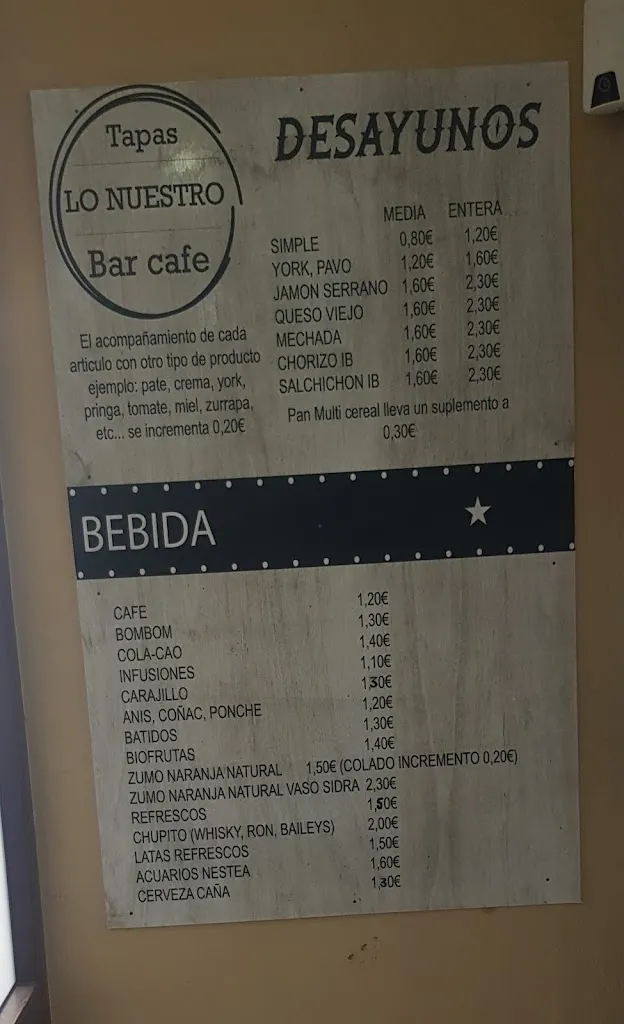 Tapas
LO NUESTRO
Bar cafe
El acompañamiento de cada
articulo con otro tipo de producto
ejemplo: pate, crema, york,
pringa, tomate, miel, zurrapa,
etc... se incrementa 0,20€
DESAYUNOS
MEDIA ENTERA
SIMPLE 0,80€ 1,20€
YORK, PAVO 1,20€ 1,60€
JAMON SERRANO 1,60€ 2,30€
QUESO VIEJO 1,60€ 2,30€
MECHADA 1,60€ 2,30€
CHORIZO IB 1,60€ 2,30€
SALCHICHON IB 1,60€ 2,30€
Pan Multi cereal lleva un suplemento a
0,30€
BEBIDA
CAFE 1,20€
BOMBOM 1,30€
COLA-CAO 1,40€
INFUSIONES 1,10€
CARAJILLO 1,30€
ANIS, COÑAC, PONCHE 1,20€
BATIDOS 1,30€
BIOFRUTAS 1,40€
ZUMO NARANJA NATURAL 1,50€ (COLADO INCREMENTO 0,20€)
ZUMO NARANJA NATURAL VASO SIDRA 2,30€
REFRESCOS 1,50€
CHUPITO (WHISKY, RON, BAILEYS) 2,00€
LATAS REFRESCOS 1,50€
ACUARIOS NESTEA 1,60€
CERVEZA CAÑA 1,30€